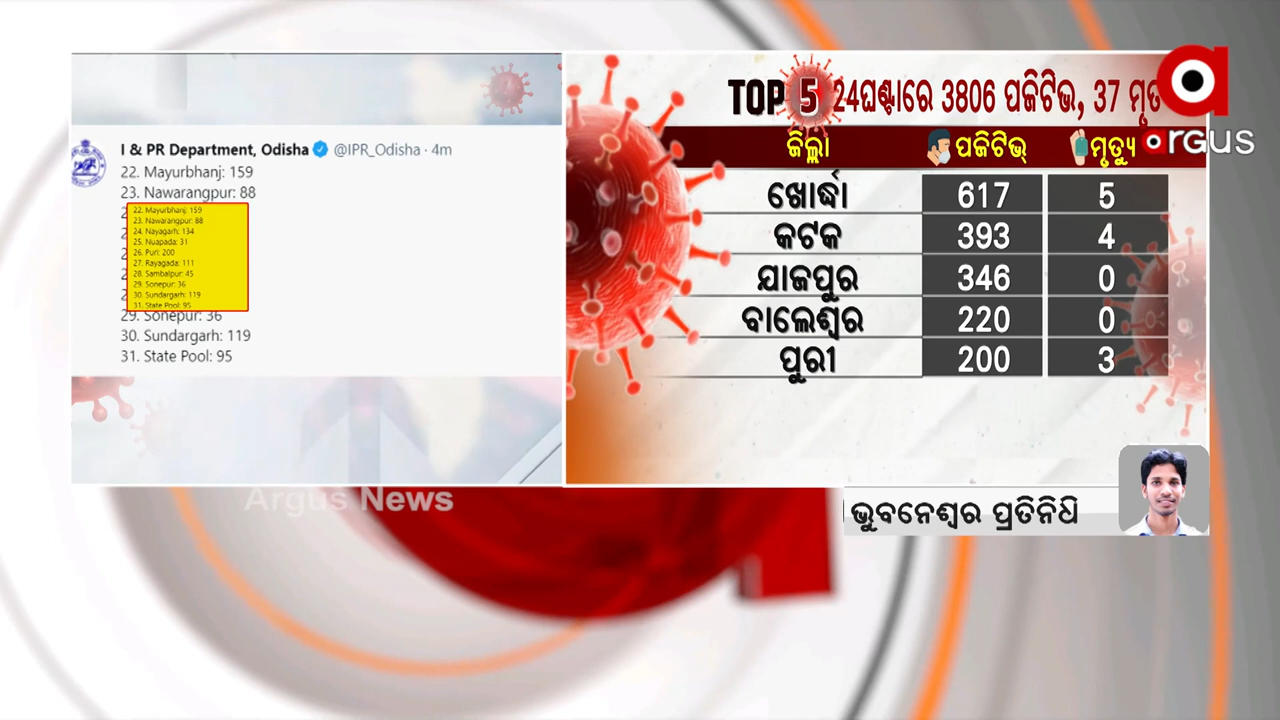 I & PR Department, Odisha @IPR_Odisha · 4m
22. Mayurbhanj: 159
23. Nawarangpur: 88
22. Mayurbhanj: 159
23. Nawarangpur: 88
24. Nayagarh: 134
25. Nuapada: 31
26. Puri: 200
27. Rayagada: 111
28. Sambalpur: 45
29. Sonepur: 36
30. Sundargarh: 119
31. State Pool: 95
29. Sonepur: 36
30. Sundargarh: 119
31. State Pool: 95
TOP 5 24ଘଣ୍ଟାରେ 3806 ପଜିଟିଭ, 37 ମୃତ
argus
ଜିଲ୍ଲା ପଜିଟିଭ୍ ମୃତ୍ୟୁ
ଖୋର୍ଦ୍ଧା 617 5
କଟକ 393 4
ଯାଜପୁର 346 0
ବାଲେଶ୍ୱର 220 0
ପୁରୀ 200 3
Argus News
ଭୁବନେଶ୍ୱର ପ୍ରତିନିଧି